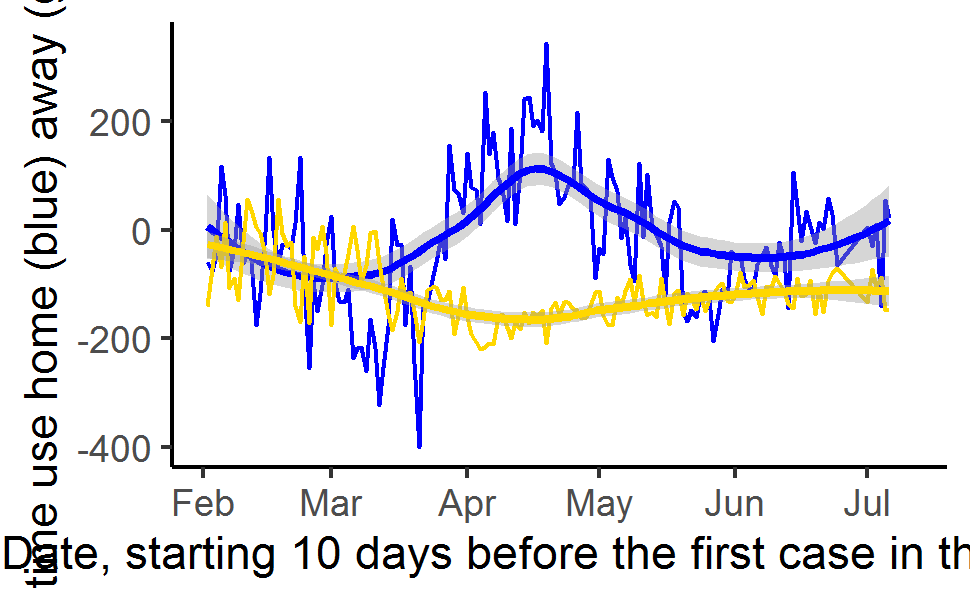 time use home (blue) away (
200
0
-200
-400
Feb Mar Apr May Jun Jul
Date, starting 10 days before the first case in th